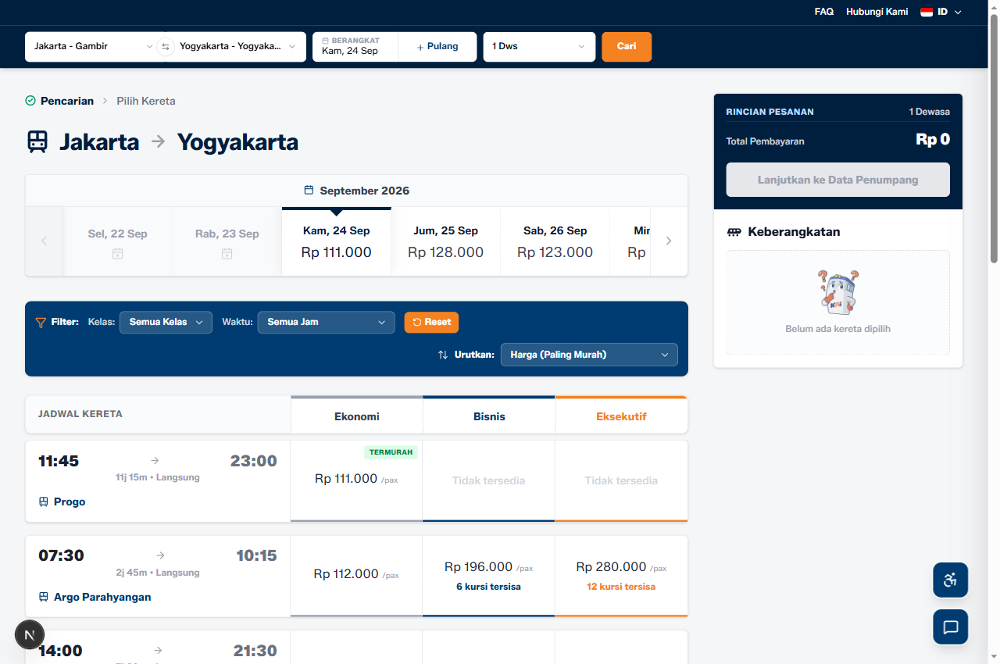 FAQ Hubungi Kami ID
Jakarta - Gambir Yogyakarta - Yogyaka... BERANGKAT Kam, 24 Sep + Pulang 1 Dws Cari
Pencarian > Pilih Kereta
Jakarta → Yogyakarta
September 2026
Sel, 22 Sep
Rab, 23 Sep
Kam, 24 Sep
Rp 111.000
Jum, 25 Sep
Rp 128.000
Sab, 26 Sep
Rp 123.000
Min
Rp
Filter: Kelas: Semua Kelas Waktu: Semua Jam Reset
Urutkan: Harga (Paling Murah)
JADWAL KERETA Ekonomi Bisnis Eksekutif
11:45 → 23:00
11j 15m • Langsung
Progo
TERMURAH
Rp 111.000 /pax
Tidak tersedia
Tidak tersedia
07:30 → 10:15
2j 45m • Langsung
Argo Parahyangan
Rp 112.000 /pax
Rp 196.000 /pax
6 kursi tersisa
Rp 280.000 /pax
12 kursi tersisa
14:00 → 21:30
N
RINCIAN PESANAN 1 Dewasa
Total Pembayaran Rp 0
Lanjutkan ke Data Penumpang
Keberangkatan
Belum ada kereta dipilih